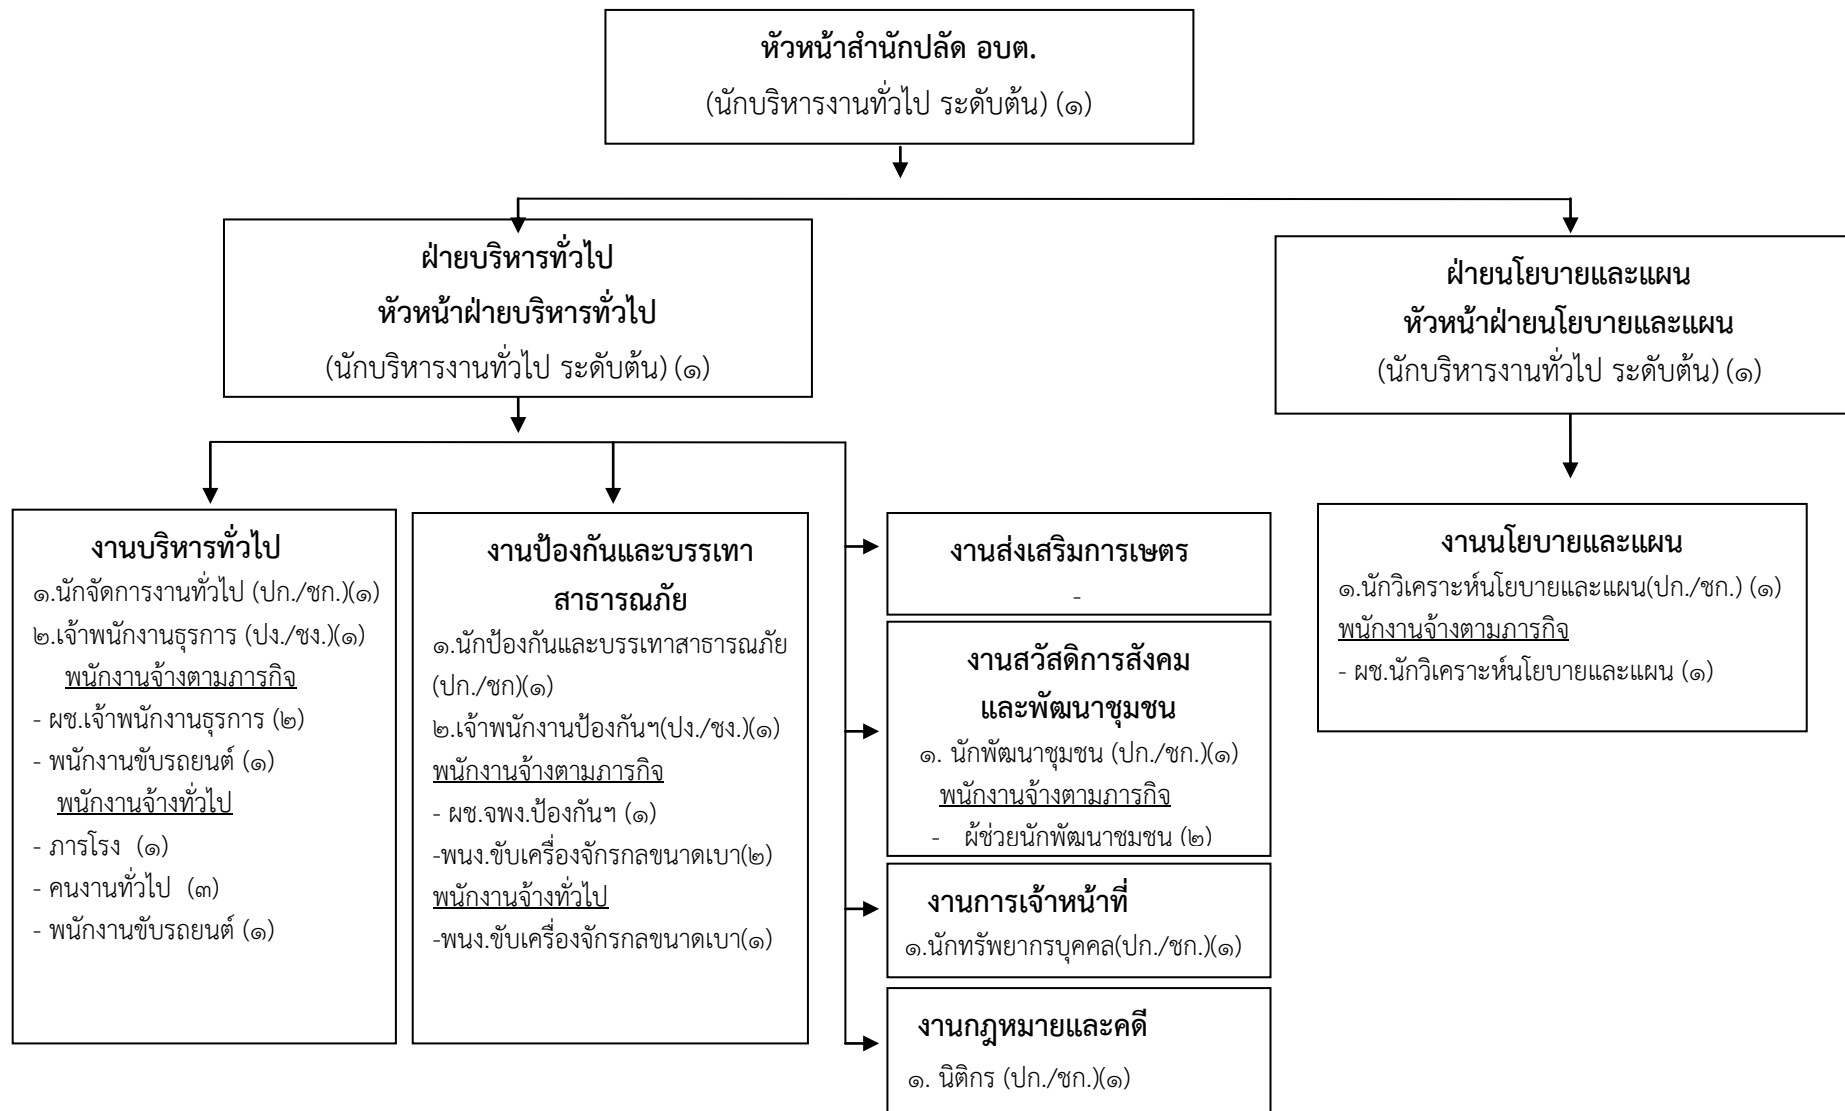 หัวหน้าสำนักปลัด อบต.
(นักบริหารงานทั่วไป ระดับต้น) (๑)
ฝ่ายบริหารทั่วไป
หัวหน้าฝ่ายบริหารทั่วไป
(นักบริหารงานทั่วไป ระดับต้น) (๑)
ฝ่ายนโยบายและแผน
หัวหน้าฝ่ายนโยบายและแผน
(นักบริหารงานทั่วไป ระดับต้น) (๑)
งานบริหารทั่วไป
๑.นักจัดการงานทั่วไป (ปก./ชก.)(๑)
๒.เจ้าพนักงานธุรการ (ปง./ชง.)(๑)
พนักงานจ้างตามภารกิจ
- ผช.เจ้าพนักงานธุรการ (๒)
- พนักงานขับรถยนต์ (๑)
พนักงานจ้างทั่วไป
- ภารโรง (๑)
- คนงานทั่วไป (๓)
- พนักงานขับรถยนต์ (๑)
งานป้องกันและบรรเทา
สาธารณภัย
๑.นักป้องกันและบรรเทาสาธารณภัย
(ปก./ชก)(๑)
๒.เจ้าพนักงานป้องกันฯ(ปง./ชง.)(๑)
พนักงานจ้างตามภารกิจ
- ผช.จพง.ป้องกันฯ (๑)
-พนง.ขับเครื่องจักรกลขนาดเบา(๒)
พนักงานจ้างทั่วไป
-พนง.ขับเครื่องจักรกลขนาดเบา(๑)
งานส่งเสริมการเษตร
-
งานสวัสดิการสังคม
และพัฒนาชุมชน
๑. นักพัฒนาชุมชน (ปก./ชก.)(๑)
พนักงานจ้างตามภารกิจ
- ผู้ช่วยนักพัฒนาชุมชน (๒)
งานการเจ้าหน้าที่
๑.นักทรัพยากรบุคคล(ปก./ชก.)(๑)
งานกฎหมายและคดี
๑. นิติกร (ปก./ชก.)(๑)
งานนโยบายและแผน
๑.นักวิเคราะห์นโยบายและแผน(ปก./ชก.) (๑)
พนักงานจ้างตามภารกิจ
- ผช.นักวิเคราะห์นโยบายและแผน (๑)